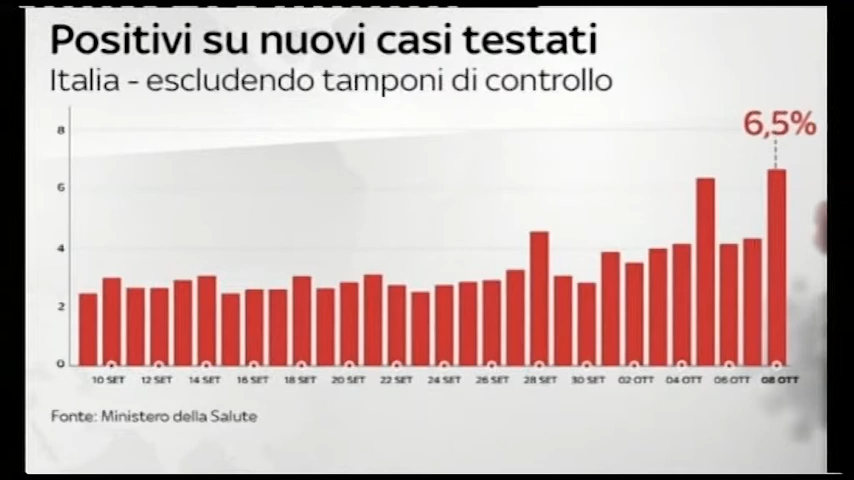 Positivi su nuovi casi testati
Italia - escludendo tamponi di controllo
6,5%
8
6
4
2
0
10 SET 12 SET 14 SET 16 SET 18 SET 20 SET 22 SET 24 SET 26 SET 28 SET 30 SET 02 OTT 04 OTT 06 OTT 08 OTT
Fonte: Ministero della Salute